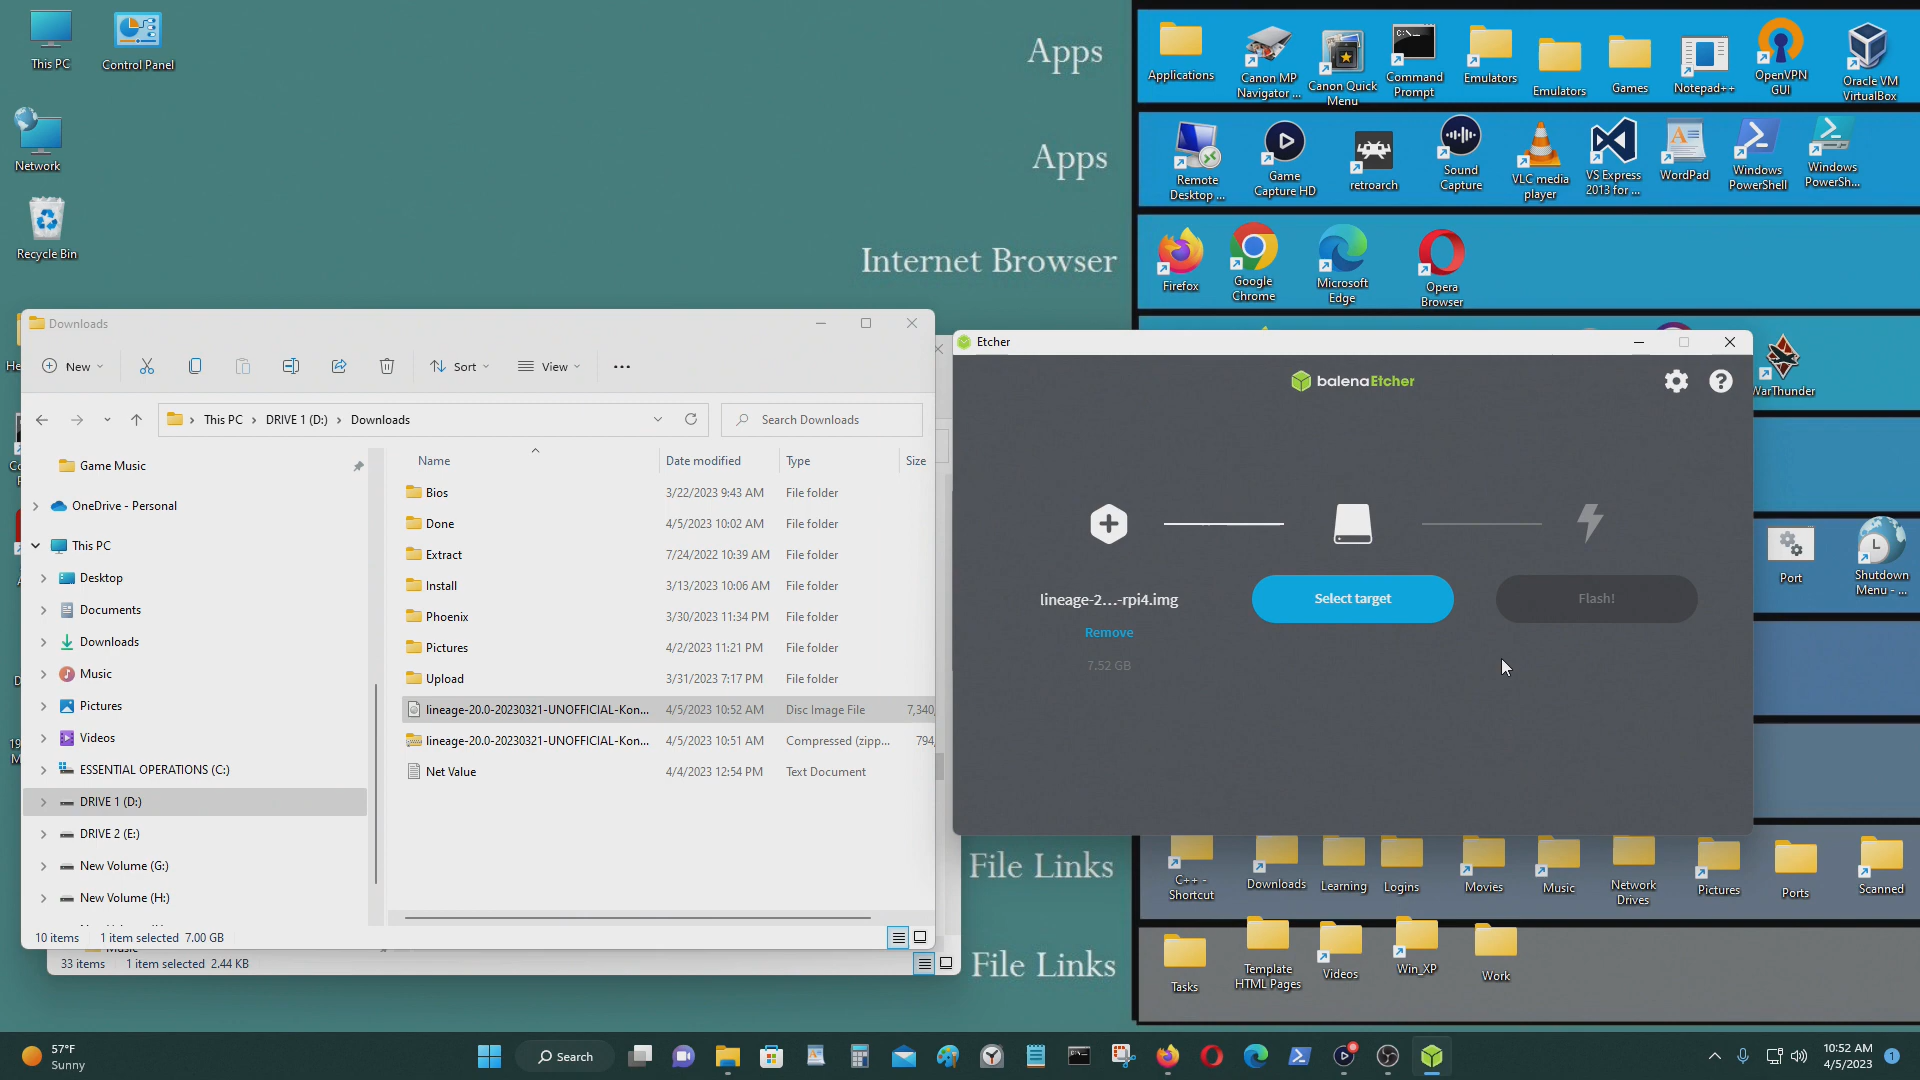 This PC
Control Panel
Network
Recycle Bin
Apps
Apps
Internet Browser
Applications
Canon MP
Navigator ...
Canon Quick
Menu
Command
Prompt
Emulators
Emulators
Games
Notepad++
OpenVPN
GUI
Oracle VM
VirtualBox
Remote
Desktop ...
Game
Capture HD
retroarch
Sound
Capture
VLC media
player
VS Express
2013 for ...
WordPad
Windows
PowerShell
Windows
PowerSh...
Firefox
Google
Chrome
Microsoft
Edge
Opera
Browser
WarThunder
Port
Shutdown
Menu - ...
Downloads
New
Sort
View
This PC
DRIVE 1 (D:)
Downloads
Search Downloads
Game Music
OneDrive - Personal
This PC
Desktop
Documents
Downloads
Music
Pictures
Videos
ESSENTIAL OPERATIONS (C:)
DRIVE 1 (D:)
DRIVE 2 (E:)
New Volume (G:)
New Volume (H:)
Name Date modified Type Size
Bios 3/22/2023 9:43 AM File folder
Done 4/5/2023 10:02 AM File folder
Extract 7/24/2022 10:39 AM File folder
Install 3/13/2023 10:06 AM File folder
Phoenix 3/30/2023 11:34 PM File folder
Pictures 4/2/2023 11:21 PM File folder
Upload 3/31/2023 7:17 PM File folder
lineage-20.0-20230321-UNOFFICIAL-Kon... 4/5/2023 10:52 AM Disc Image File 7,340,
lineage-20.0-20230321-UNOFFICIAL-Kon... 4/5/2023 10:51 AM Compressed (zipp... 794,
Net Value 4/4/2023 12:54 PM Text Document
10 items 1 item selected 7.00 GB
33 items 1 item selected 2.44 KB
Etcher
balenaEtcher
lineage-2...-rpi4.img
Remove
7.52 GB
Select target
Flash!
File Links
C++ -
Shortcut
Downloads
Learning
Logins
Movies
Music
Network
Drives
Pictures
Ports
Scanned
File Links
Tasks
Template
HTML Pages
Videos
Win_XP
Work
57°F
Sunny
Search
10:52 AM
4/5/2023
1